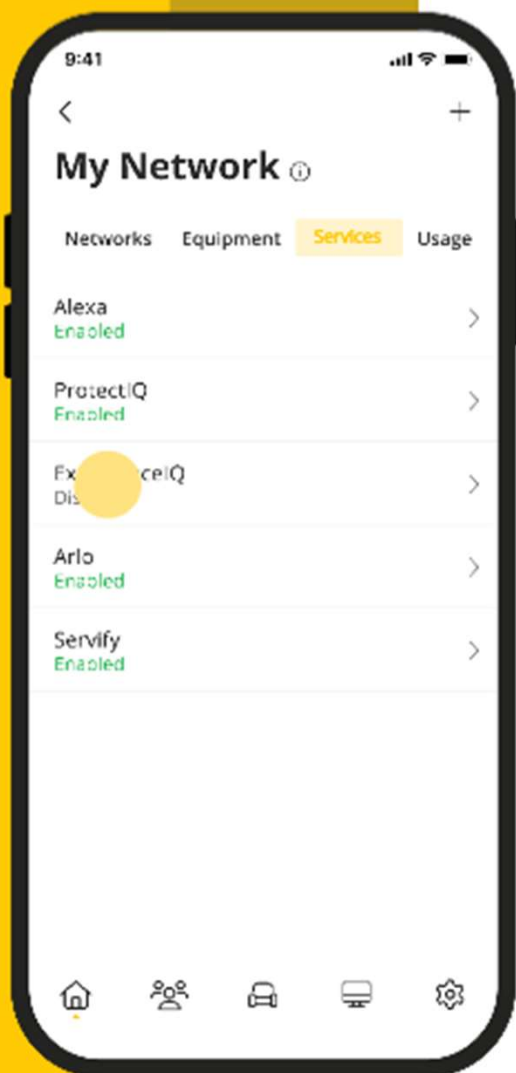 9:41
My Network
Networks Equipment Services Usage
Alexa
Enabled
ProtectIQ
Enabled
Arlo
Enabled
Servify
Enabled